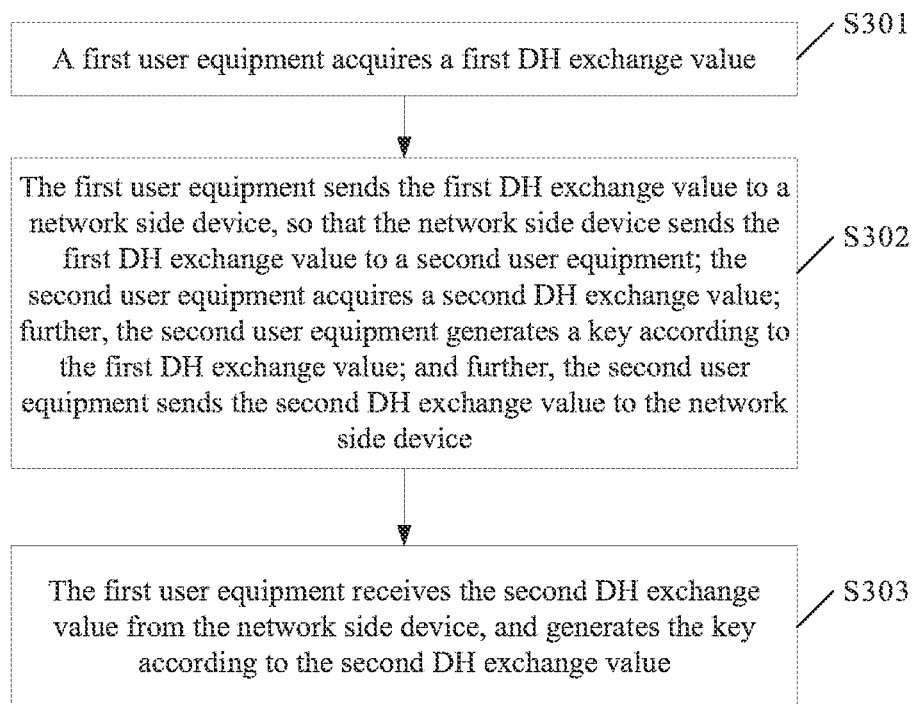 S301
A first user equipment acquires a first DH exchange value
S302
The first user equipment sends the first DH exchange value to a
network side device, so that the network side device sends the
first DH exchange value to a second user equipment; the
second user equipment acquires a second DH exchange value;
further, the second user equipment generates a key according to
the first DH exchange value; and further, the second user
equipment sends the second DH exchange value to the network
side device
S303
The first user equipment receives the second DH exchange
value from the network side device, and generates the key
according to the second DH exchange value